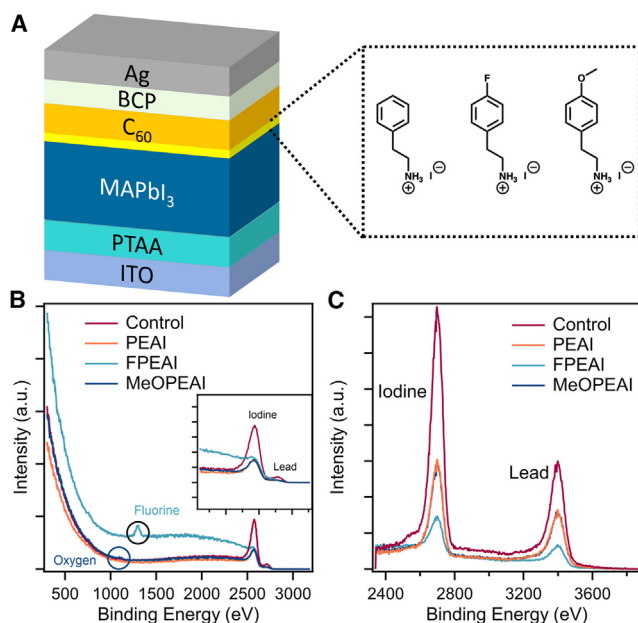 A
Ag
BCP
C60
MAPbI3
PTAA
ITO
F
O
NH3
+
I
−
NH3
+
I
−
NH3
+
I
−
B
Control
PEAI
FPEAI
MeOPEAI
Iodine
Lead
Fluorine
Oxygen
Intensity (a.u.)
500 1000 1500 2000 2500 3000
Binding Energy (eV)
C
Control
PEAI
FPEAI
MeOPEAI
Iodine
Lead
Intensity (a.u.)
2400 2800 3200 3600
Binding Energy (eV)